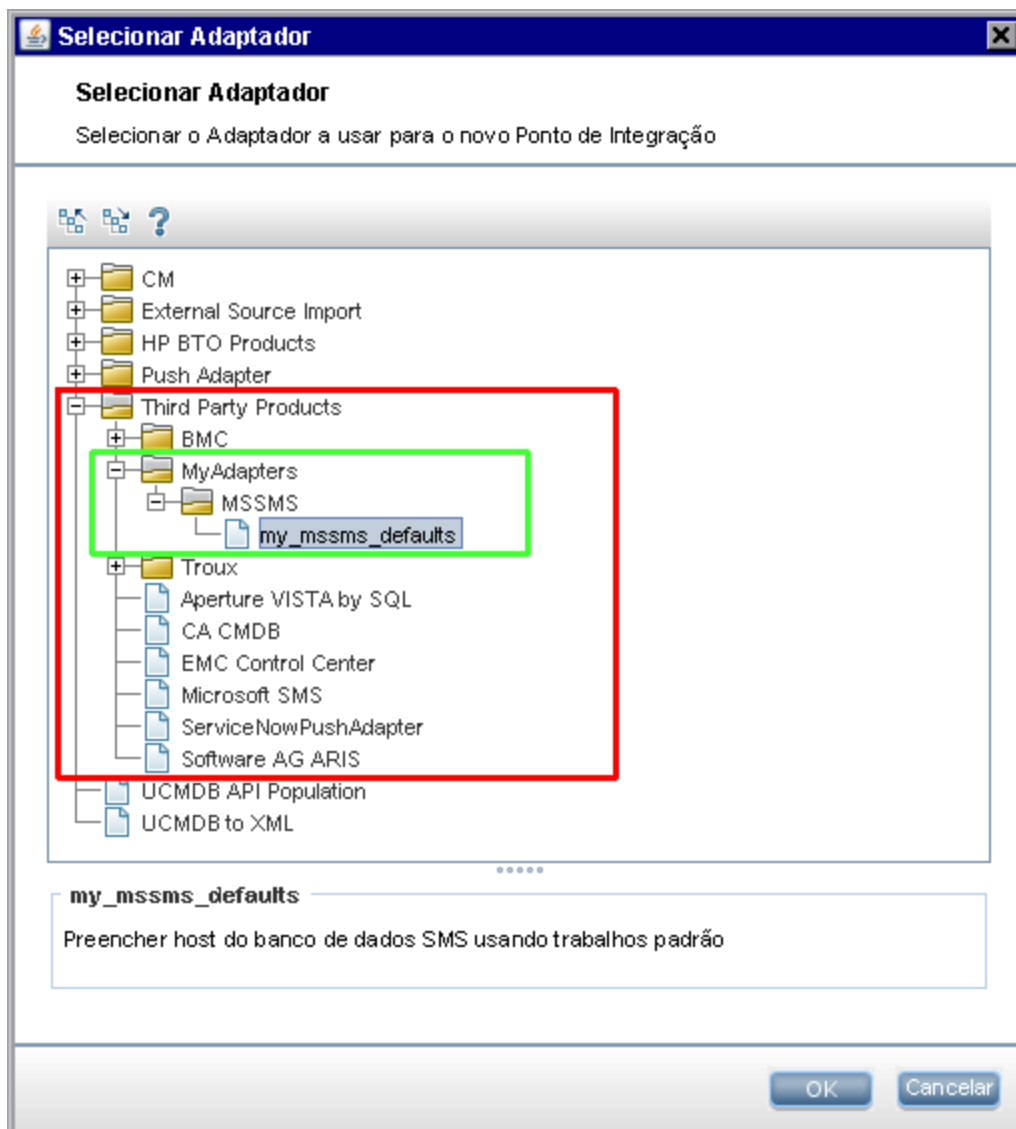 Selecionar Adaptador
Selecionar Adaptador
Selecionar o Adaptador a usar para o novo Ponto de Integração
CM
External Source Import
HP BTO Products
Push Adapter
Third Party Products
BMC
MyAdapters
MSSMS
my_mssms_defaults
Troux
Aperture VISTA by SQL
CA CMDB
EMC Control Center
Microsoft SMS
ServiceNowPushAdapter
Software AG ARIS
UCMDB API Population
UCMDB to XML
my_mssms_defaults
Preencher host do banco de dados SMS usando trabalhos padrão
OK Cancelar